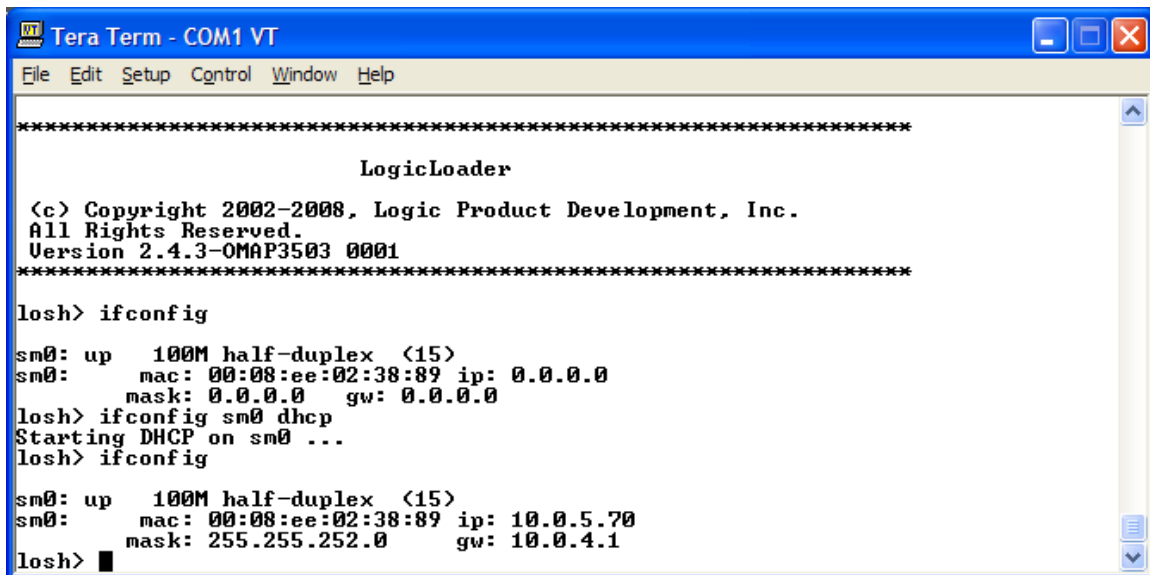 Tera Term - COM1 VT
File Edit Setup Control Window Help
*****************************************************************
LogicLoader
(c) Copyright 2002-2008, Logic Product Development, Inc.
All Rights Reserved.
Version 2.4.3-OMAP3503 0001
*****************************************************************
losh> ifconfig
sm0: up 100M half-duplex (15)
sm0: mac: 00:08:ee:02:38:89 ip: 0.0.0.0
mask: 0.0.0.0 gw: 0.0.0.0
losh> ifconfig sm0 dhcp
Starting DHCP on sm0 ...
losh> ifconfig
sm0: up 100M half-duplex (15)
sm0: mac: 00:08:ee:02:38:89 ip: 10.0.5.70
mask: 255.255.252.0 gw: 10.0.4.1
losh>